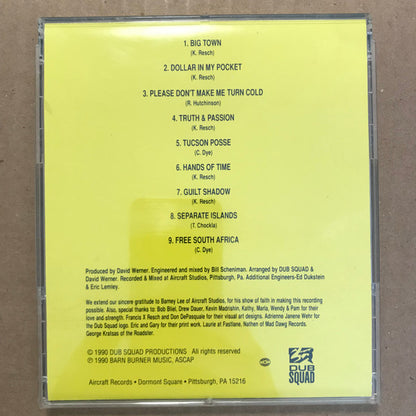 1. BIG TOWN
(K. Resch)
2. DOLLAR IN MY POCKET
(K. Resch)
3. PLEASE DON'T MAKE ME TURN COLD
(R. Hutchinson)
4. TRUTH & PASSION
(K. Resch)
5. TUCSON POSSE
(C. Dye)
6. HANDS OF TIME
(K. Resch)
7. GUILT SHADOW
(K. Resch)
8. SEPARATE ISLANDS
(T. Chockla)
9. FREE SOUTH AFRICA
(C. Dye)
Produced by David Werner, Engineered and mixed by Bill Scheniman. Arranged by DUB SQUAD &
David Werner. Recorded & Mixed at Aircraft Studios, Pittsburgh, Pa. Additional Engineers-Ed Dukstein
& Eric Lemley.
We extend our sincere gratitude to Barney Lee of Aircraft Studios, for his show of faith in making this recording
possible. Also, special thanks to: Bob Bilel, Drew Dauer, Kevin Madrishin, Kathy, Maria, Wendy & Pam for their
love and strength. Francis X Resch and Don DePasquale for their visual art designs. Adrienne Janene Wehr for
the Dub Squad logo. Eric and Gary for their print work. Laurie at Fastlane, Nathen of Mad Dawg Records.
George Kratsas of the Roadster.
© 1990 DUB SQUAD PRODUCTIONS All rights reserved
℗ 1990 BARN BURNER MUSIC, ASCAP
DUB
SQUAD
Aircraft Records • Dormont Square • Pittsburgh, PA 15216